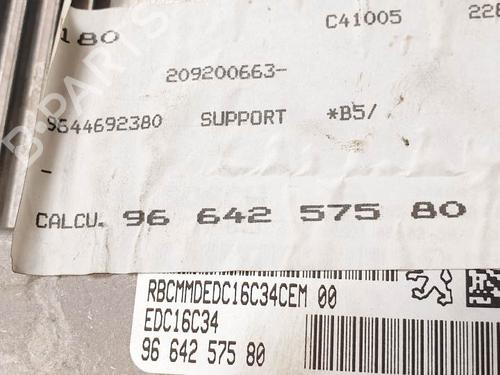 180
C41005 228
209200663-
9644692380 SUPPORT *B5/
-
CALCU. 96 642 575 80
RBCMMDEDC16C34CEM 00
EDC16C34
96 642 575 80
B-PARTS